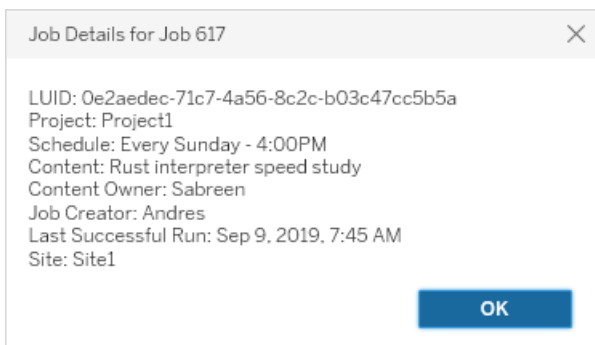 Job Details for Job 617
LUID: 0e2aedec-71c7-4a56-8c2c-b03c47cc5b5a
Project: Project1
Schedule: Every Sunday - 4:00PM
Content: Rust interpreter speed study
Content Owner: Sabreen
Job Creator: Andres
Last Successful Run: Sep 9, 2019, 7:45 AM
Site: Site1
OK